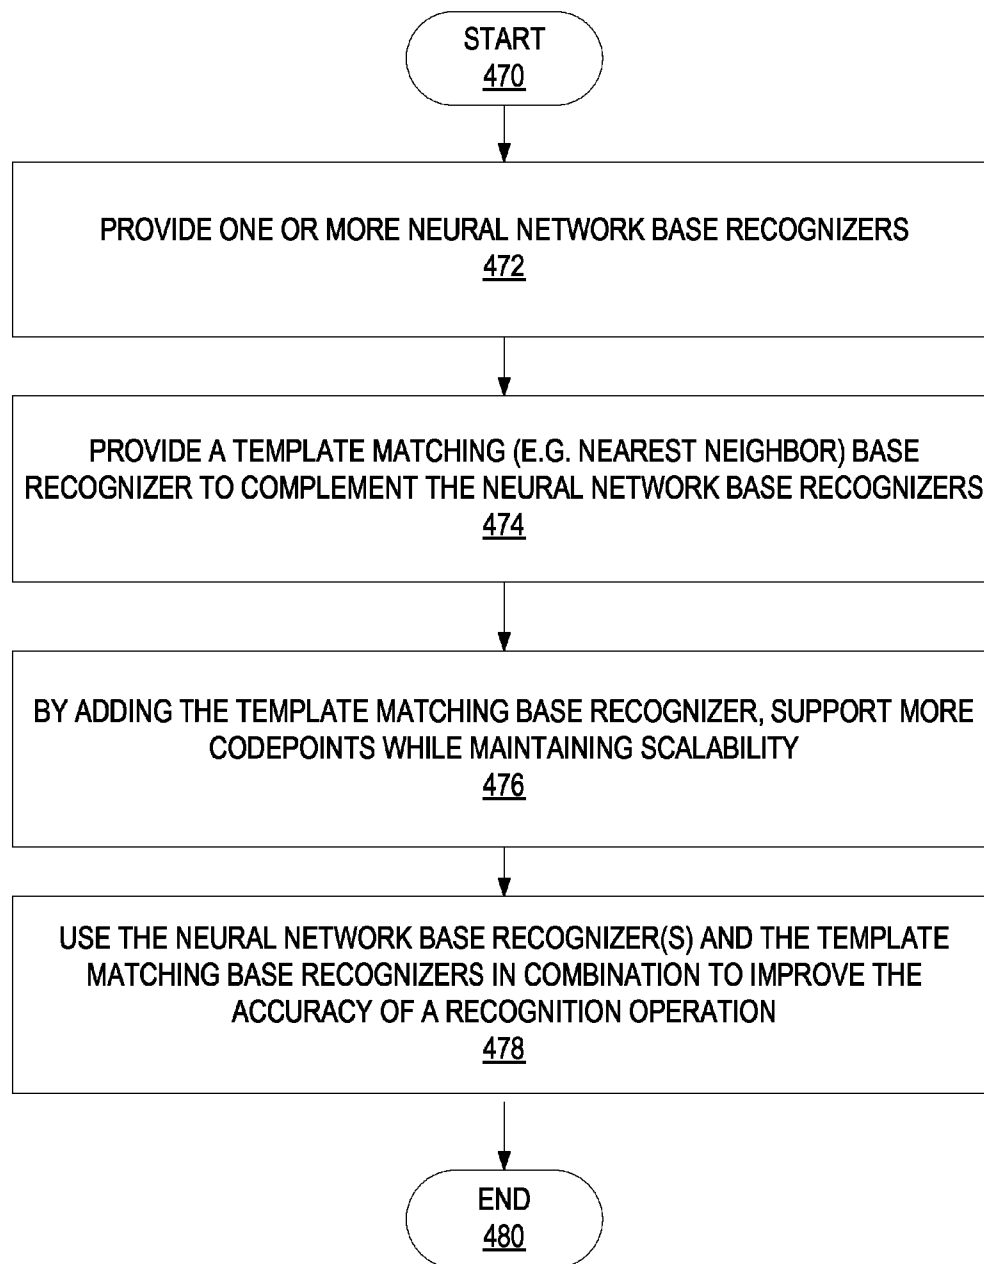 START
470
PROVIDE ONE OR MORE NEURAL NETWORK BASE RECOGNIZERS
472
PROVIDE A TEMPLATE MATCHING (E.G. NEAREST NEIGHBOR) BASE
RECOGNIZER TO COMPLEMENT THE NEURAL NETWORK BASE RECOGNIZERS
474
BY ADDING THE TEMPLATE MATCHING BASE RECOGNIZER, SUPPORT MORE
CODEPOINTS WHILE MAINTAINING SCALABILITY
476
USE THE NEURAL NETWORK BASE RECOGNIZER(S) AND THE TEMPLATE
MATCHING BASE RECOGNIZERS IN COMBINATION TO IMPROVE THE
ACCURACY OF A RECOGNITION OPERATION
478
END
480